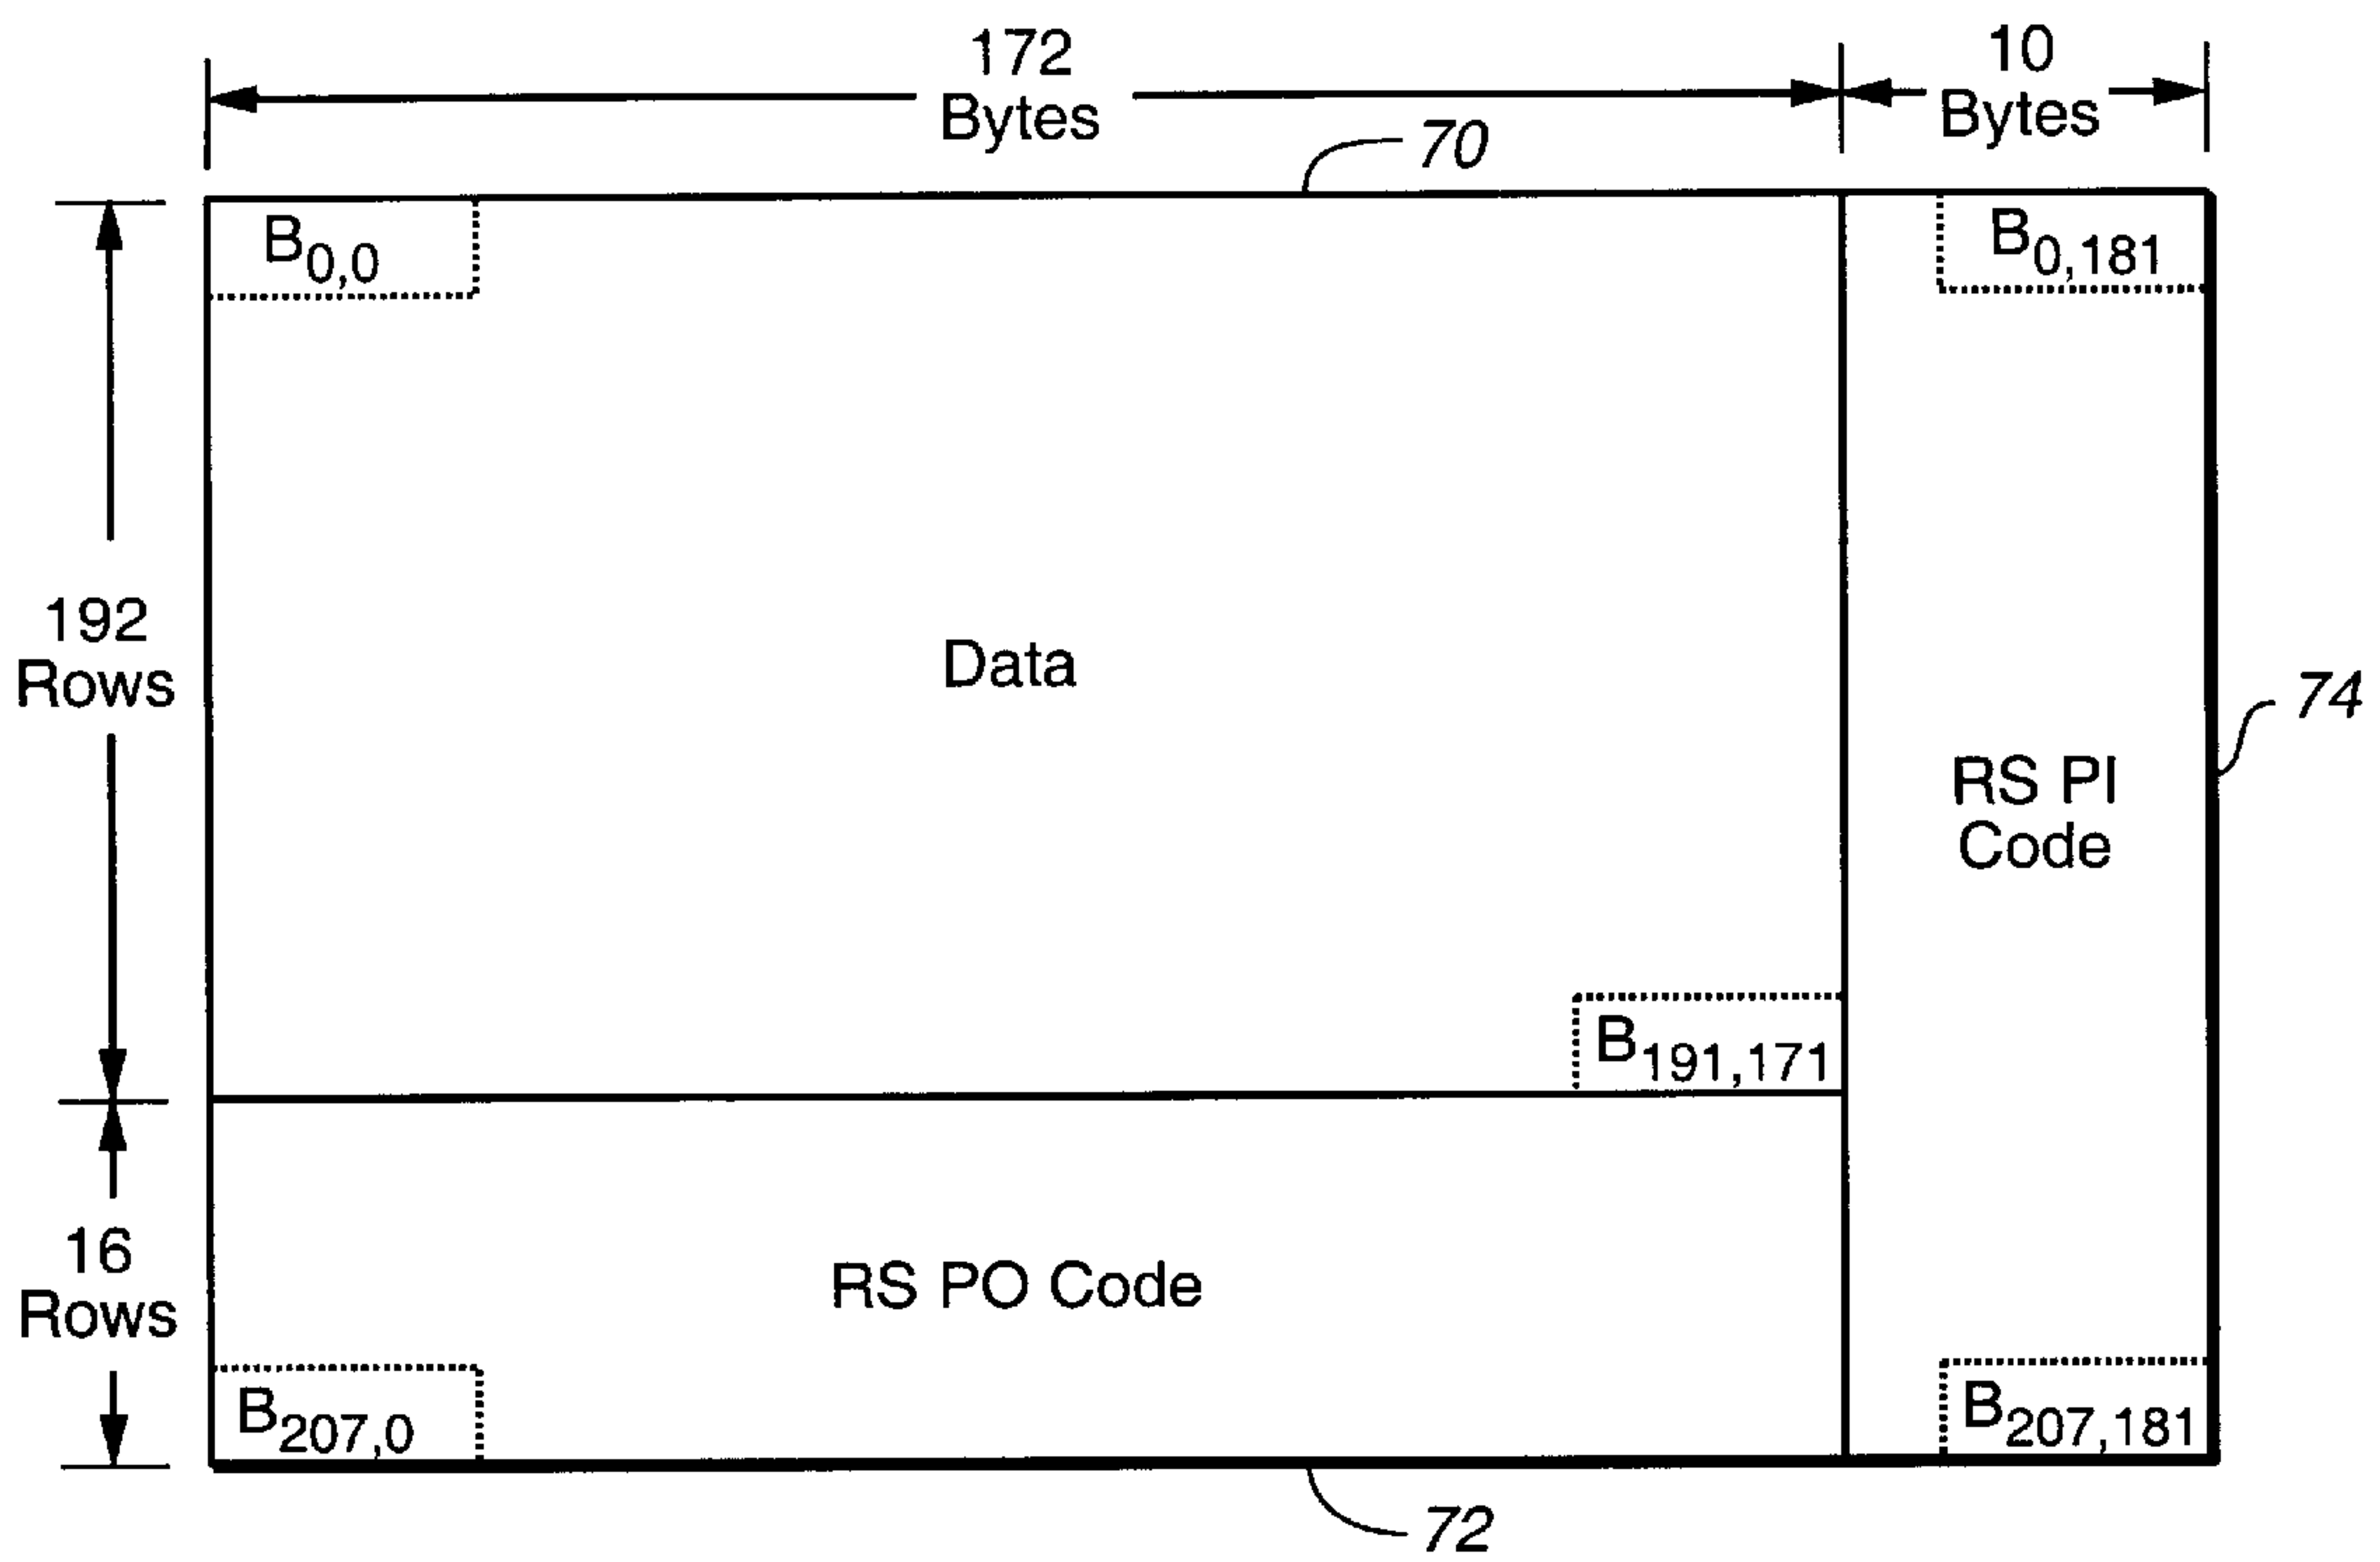 172
Bytes
10
Bytes
70
B0,0
B0,181
192
Rows
Data
74
RS PI
Code
B191,171
16
Rows
RS PO Code
B207,0
B207,181
72